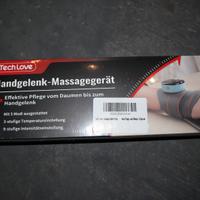 TechLove
Handgelenk-Massagegerät
Effektive Pflege vom Daumen bis zum
Handgelenk
Mit 3 Modi ausgestattet
3-stufige Temperatureinstellung
9-stufige Intensitätseinstellung